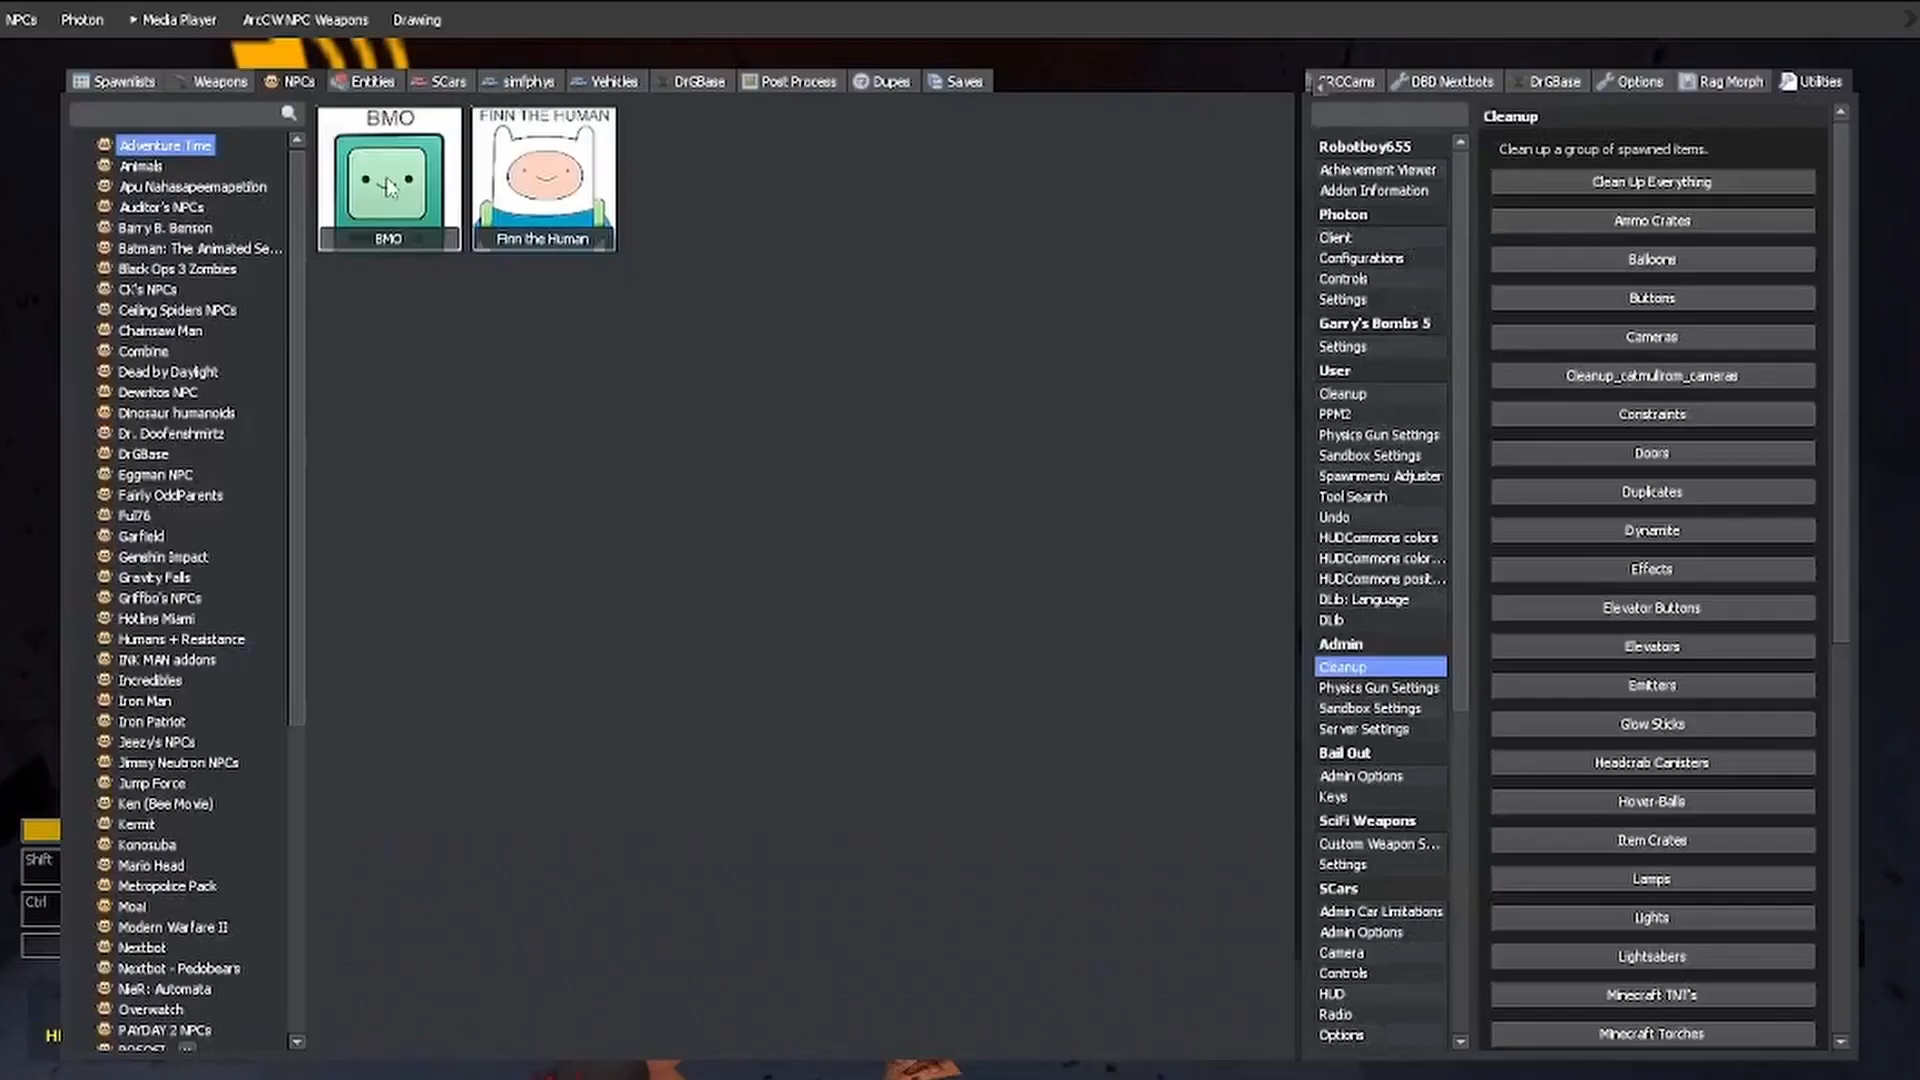 NPCs Photon Media Player ArcCW NPC Weapons Drawing
Spawnlists Weapons NPCs Entities SCars simfphys Vehicles DrGBase Post Process Dupes Saves
Adventure Time
Animals
Apu Nahasapeemapetilon
Auditor's NPCs
Barry B. Benson
Batman: The Animated Se...
Black Ops 3 Zombies
CK's NPCs
Ceiling Spiders NPCs
Chainsaw Man
Combine
Dead by Daylight
Dewritos NPC
Dinosaur humanoids
Dr. Doofenshmirtz
DrGBase
Eggman NPC
Fairly OddParents
Ful76
Garfield
Genshin Impact
Gravity Falls
Griffbo's NPCs
Hotline Miami
Humans + Resistance
INK MAN addons
Incredibles
Iron Man
Iron Patriot
Jeezy's NPCs
Jimmy Neutron NPCs
Jump Force
Ken (Bee Movie)
Kermit
Konosuba
Mario Head
Metropolice Pack
Moai
Modern Warfare II
Nextbot
Nextbot - Pedobears
NieR: Automata
Overwatch
PAYDAY 2 NPCs
Shift
Ctrl
BMO
BMO
FINN THE HUMAN
Finn the Human
DBD Nextbots DrGBase Options Rag Morph Utilities
Robotboy655
Achievement Viewer
Addon Information
Photon
Client
Configurations
Controls
Settings
Garry's Bombs 5
Settings
User
Cleanup
PPM2
Physics Gun Settings
Sandbox Settings
Spawnmenu Adjuster
Tool Search
Undo
HUDCommons colors
HUDCommons color...
HUDCommons posit...
DLib: Language
DLib
Admin
Cleanup
Physics Gun Settings
Sandbox Settings
Server Settings
Bail Out
Admin Options
Keys
SciFi Weapons
Custom Weapon S...
Settings
SCars
Admin Car Limitations
Admin Options
Camera
Controls
HUD
Radio
Options
Cleanup
Clean up a group of spawned items.
Clean Up Everything
Ammo Crates
Balloons
Buttons
Cameras
Cleanup_catmullrom_cameras
Constraints
Doors
Duplicates
Dynamite
Effects
Elevator Buttons
Elevators
Emitters
Glow Sticks
Headcrab Canisters
Hover Balls
Item Crates
Lamps
Lights
Lightsabers
Minecraft TNT's
Minecraft Torches